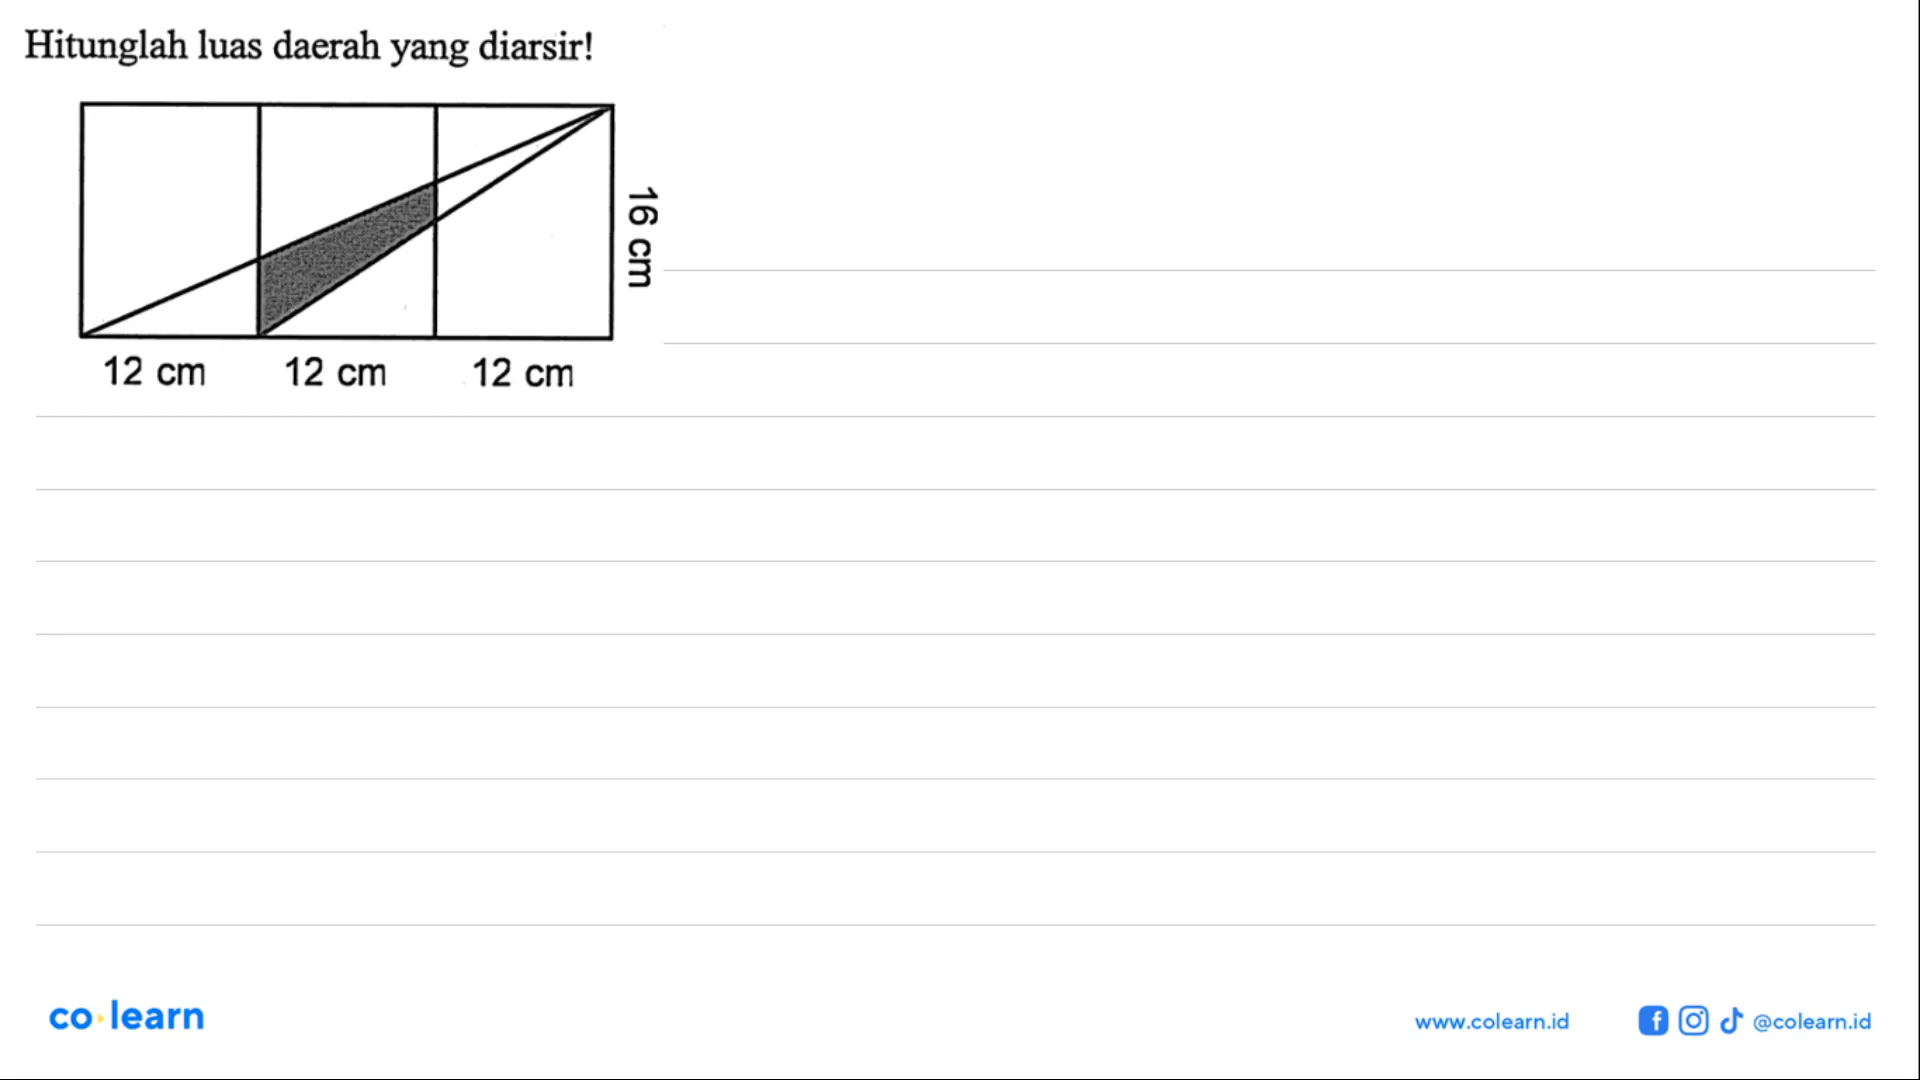 Hitunglah luas daerah yang diarsir!
16 cm
12 cm 12 cm 12 cm
co learn
www.colearn.id @colearn.id